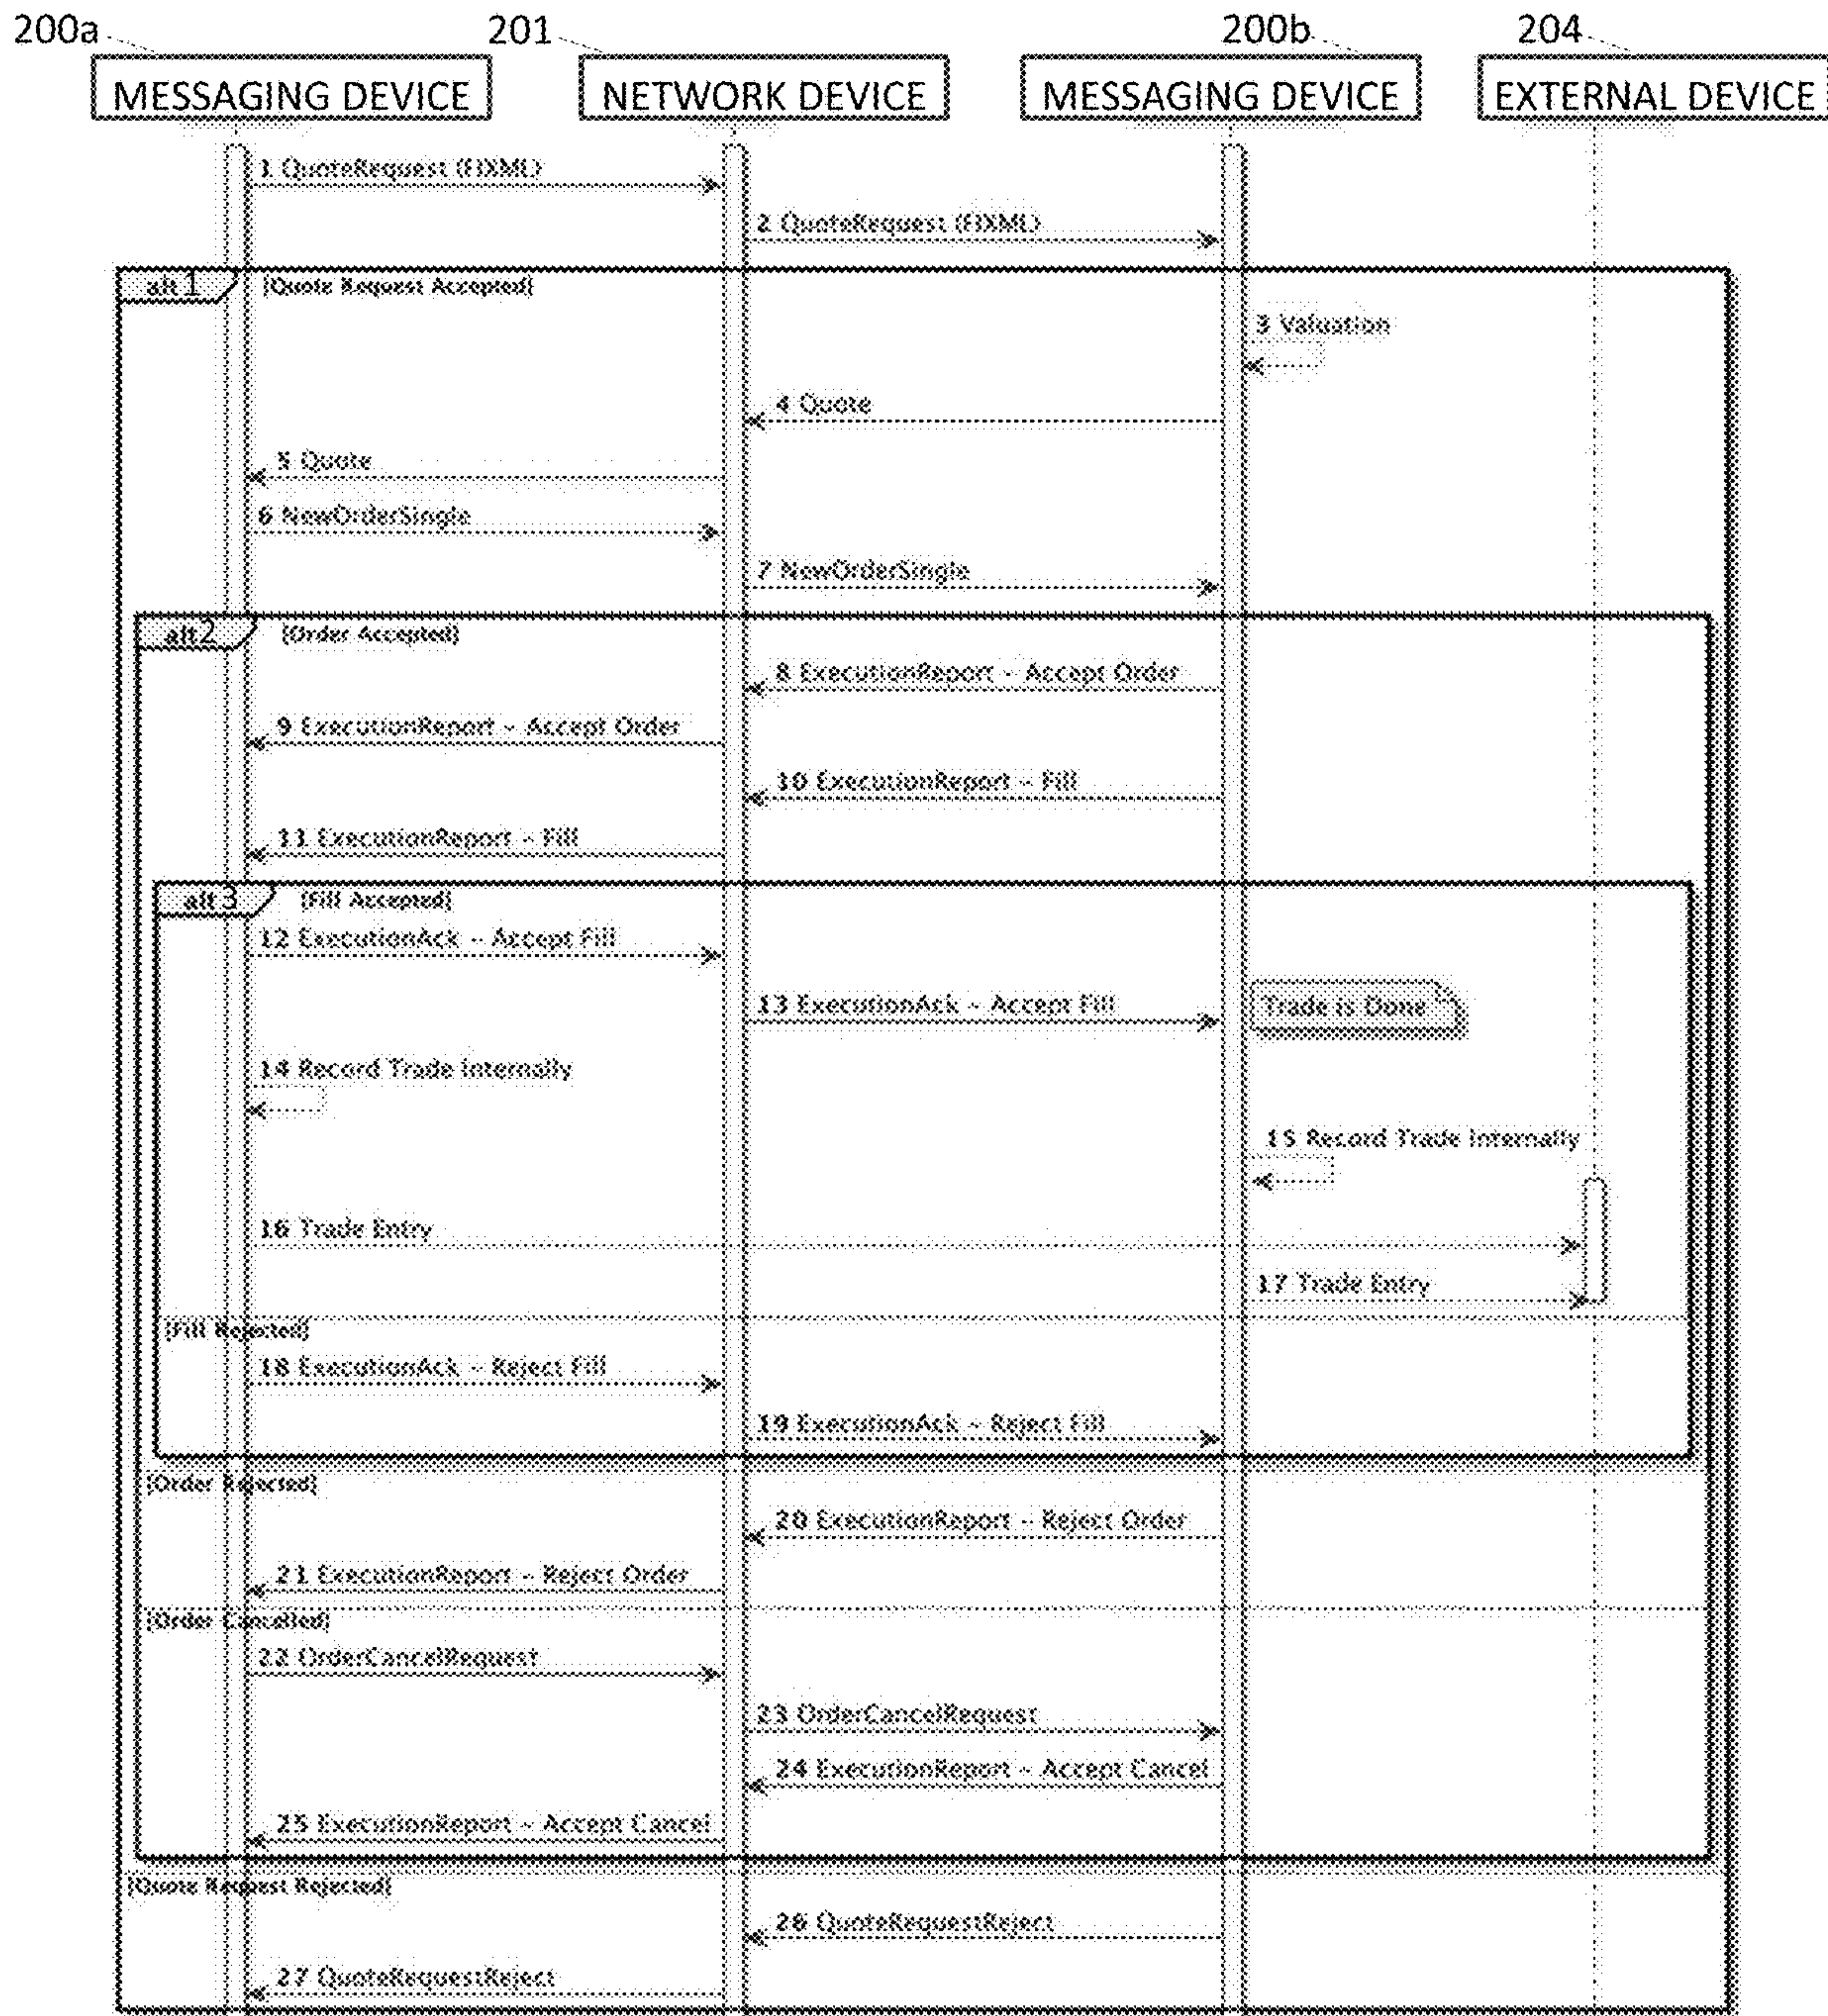 200a 201 200b 204
MESSAGING DEVICE NETWORK DEVICE MESSAGING DEVICE EXTERNAL DEVICE
1 QuoteRequest (FIXML)
2 QuoteRequest (FIXML)
alt 1 [Quote Request Accepted]
3 Valuation
4 Quote
5 Quote
6 NewOrderSingle
7 NewOrderSingle
alt 2 [Order Accepted]
8 ExecutionReport - Accept Order
9 ExecutionReport - Accept Order
10 ExecutionReport - Fill
11 ExecutionReport - Fill
alt 3 [Fill Accepted]
12 ExecutionAck - Accept Fill
13 ExecutionAck - Accept Fill Trade is Done
14 Record Trade Internally
15 Record Trade Internally
16 Trade Entry
17 Trade Entry
[Fill Rejected]
18 ExecutionAck - Reject Fill
19 ExecutionAck - Reject Fill
[Order Rejected]
20 ExecutionReport - Reject Order
21 ExecutionReport - Reject Order
[Order Cancelled]
22 OrderCancelRequest
23 OrderCancelRequest
24 ExecutionReport - Accept Cancel
25 ExecutionReport - Accept Cancel
[Quote Request Rejected]
26 QuoteRequestReject
27 QuoteRequestReject